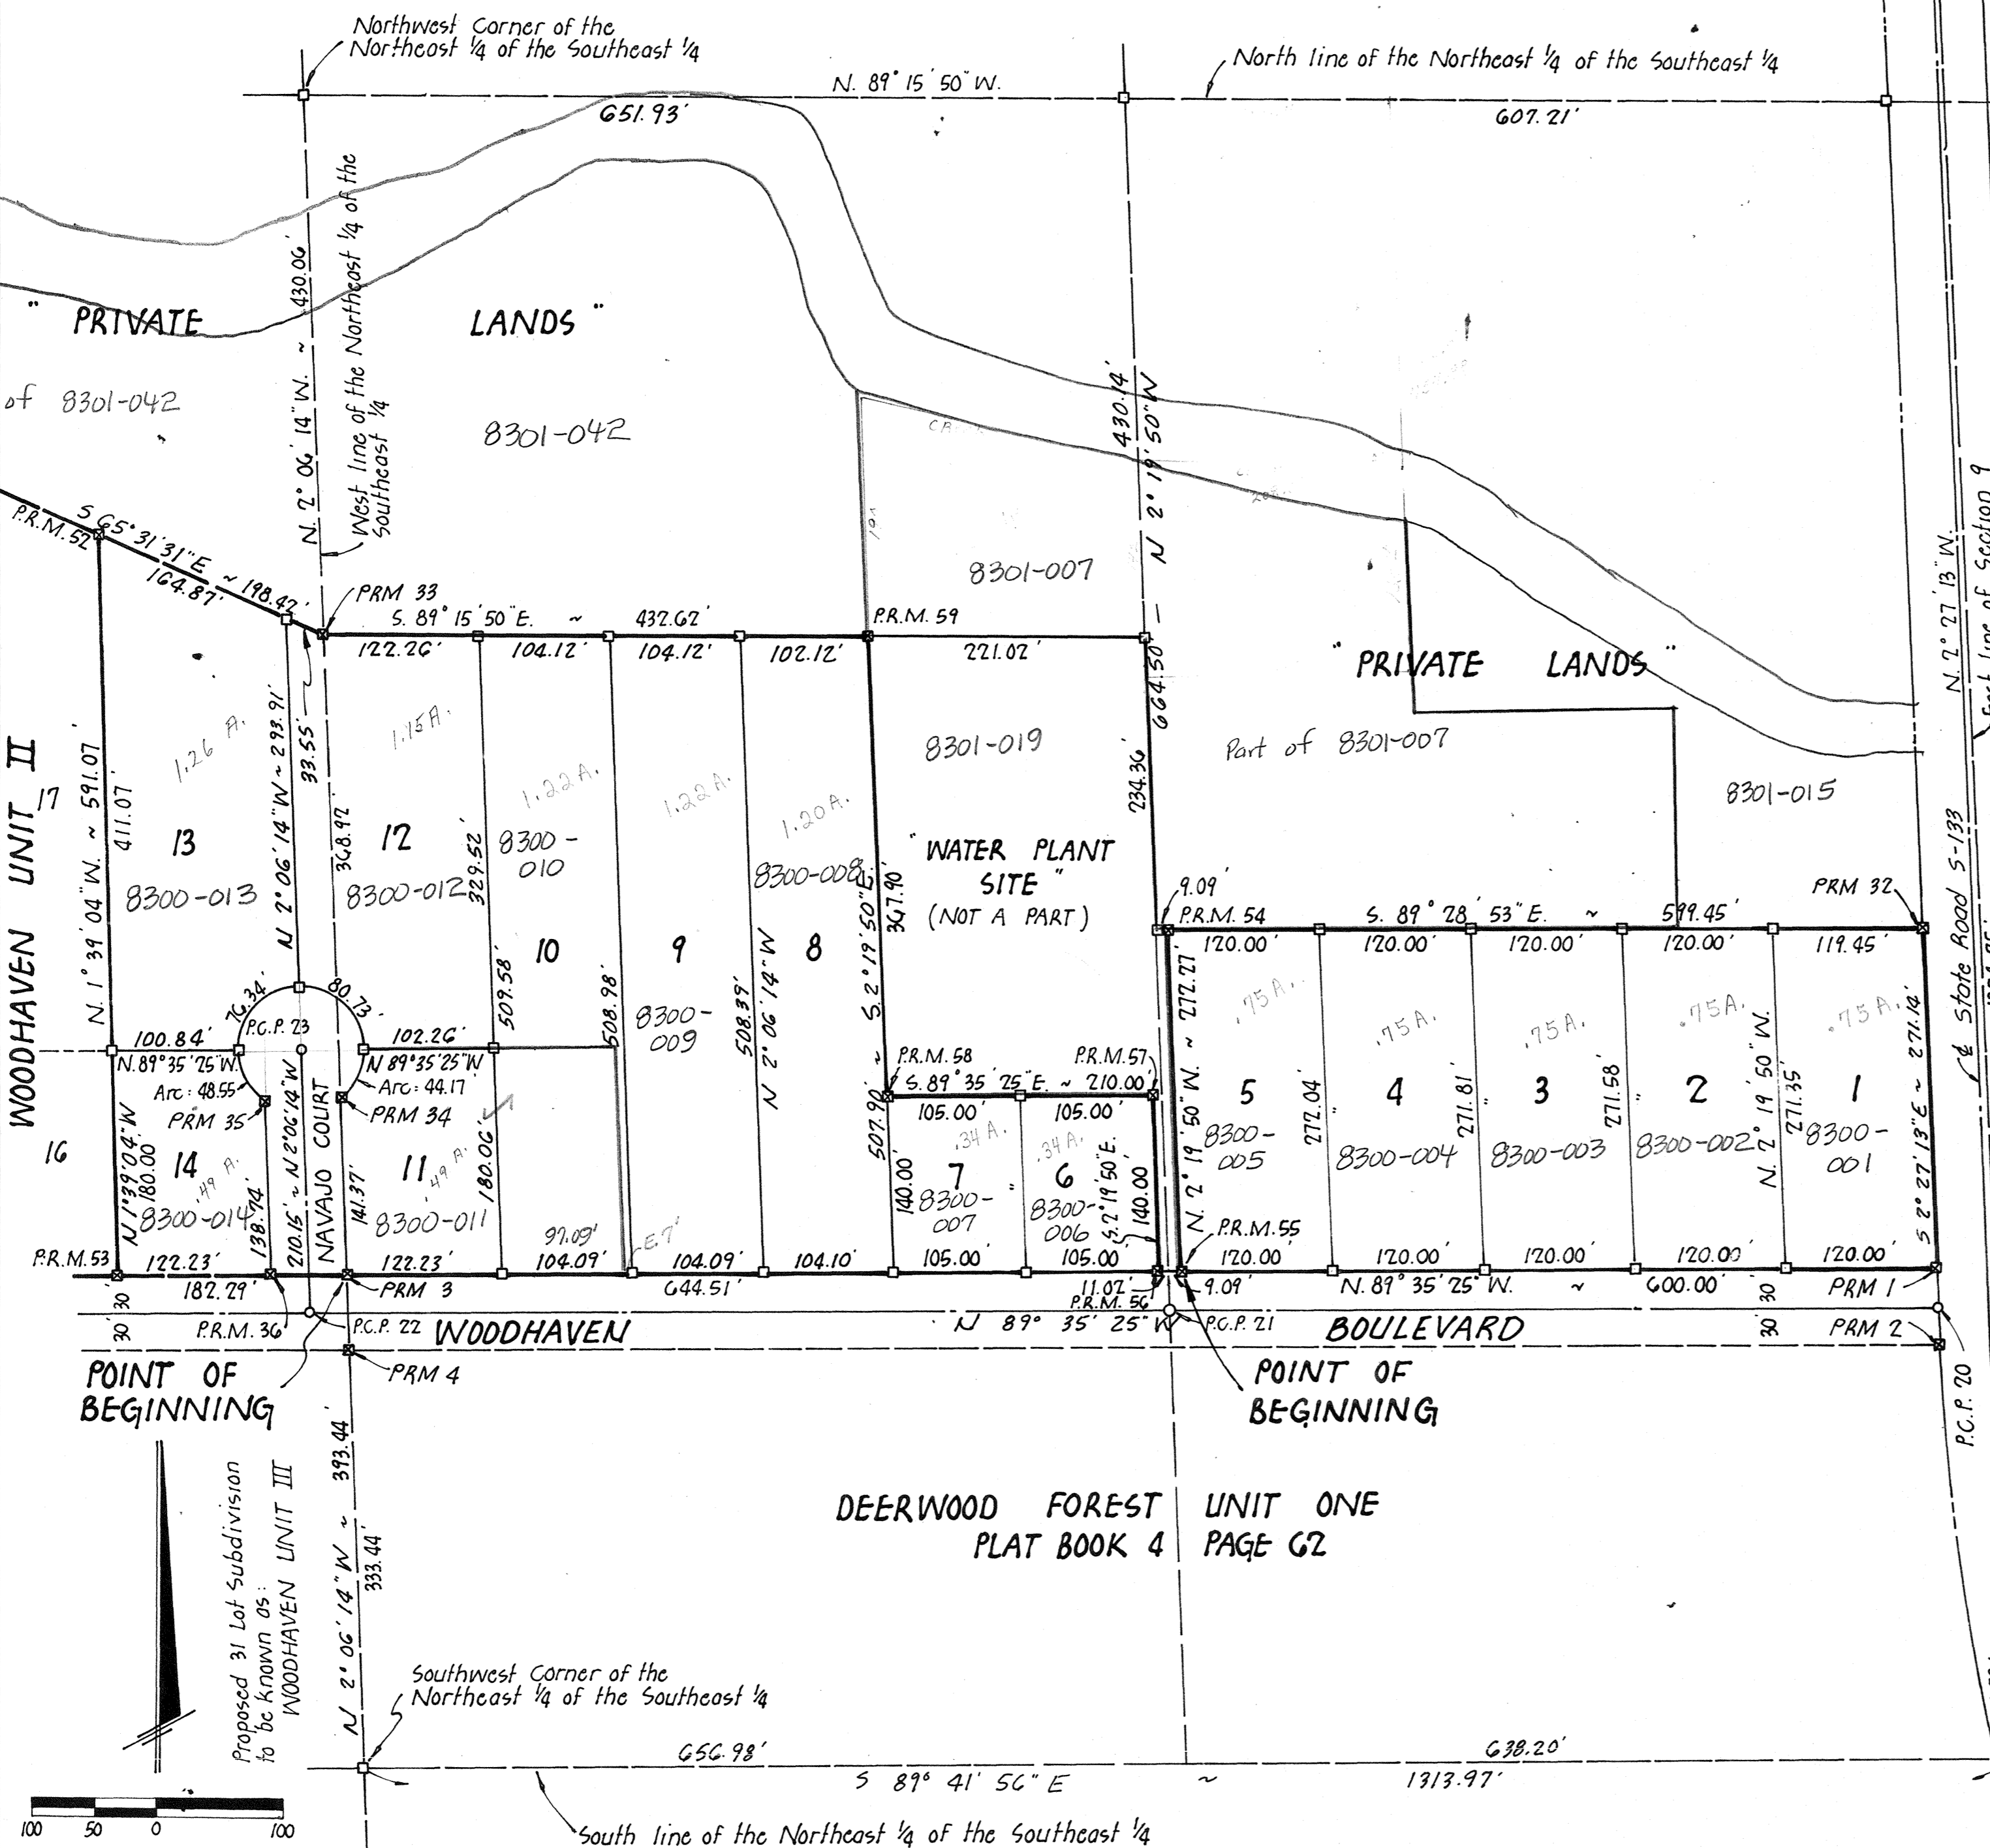 Northwest Corner of the
Northeast ¼ of the Southeast ¼
N. 89° 15' 50" W.
651.93'
North line of the Northeast ¼ of the Southeast ¼
607.21'
N. 2° 06' 14" W. ~ 430.06'
West line of the Northeast ¼ of the
Southeast ¼
" PRIVATE LANDS "
of 8301-042
8301-042
430.14'
N 2° 19' 50" W
664.50'
8301-007
N. 2° 27' 13" W.
East line of Section 9
₵ State Road S-133
P.R.M. 52
S 65° 31' 31" E ~ 198.42'
164.87'
33.55'
PRM 33
S. 89° 15' 50" E. ~ 432.62'
P.R.M. 59
122.26'
104.12'
104.12'
102.12'
221.02'
" PRIVATE LANDS "
Part of 8301-007
8301-015
8301-019
234.36'
"WATER PLANT
SITE"
(NOT A PART)
WOODHAVEN UNIT II
17
16
N. 1° 39' 04" W. ~ 591.07'
411.07'
1.26 A.
13
8300-013
N 2° 06' 14" W ~ 293.91'
368.92'
1.15 A.
12
8300-012
329.52'
509.58'
1.22 A.
8300-
010
10
508.98'
1.22 A.
9
8300-
009
508.39'
N 2° 06' 14" W
1.20 A.
8300-008
8
S. 2° 19' 50" E.
367.90'
507.90' ~
9.09'
P.R.M. 54
S. 89° 28' 53" E. ~ 599.45'
PRM 32
120.00'
120.00'
120.00'
120.00'
119.45'
76.34'
80.73'
P.C.P. 23
100.84'
N. 89° 35' 25" W.
102.26'
N 89° 35' 25" W
Arc: 48.55'
Arc: 44.17'
PRM 35
PRM 34
N 1° 39' 04" W
180.00
14
.49 A.
8300-014
138.74'
210.15' ~ N 2° 06' 14" W
NAVAJO COURT
141.37'
11
.49 A.
8300-011
180.06'
P.R.M. 58
P.R.M. 57
S. 89° 35' 25" E. ~ 210.00'
105.00'
105.00'
.34 A.
.34 A.
140.00'
7
"
6
8300-
007
8300-
006
S. 2° 19' 50" E.
140.00'
N. 2° 19' 50" W. ~ 272.27'
.75 A.
.75 A.
.75 A.
.75 A.
.75 A.
5
4
3
2
1
8300-
005
8300-004
8300-003
8300-002
8300-
001
272.04'
271.81'
"
271.58'
"
N. 2° 19' 50" W.
271.35'
S 2° 27' 13" E ~ 271.14'
P.R.M. 55
P.R.M. 53
122.23'
122.23'
97.09'
104.09'
E.7'
104.09'
104.10'
105.00'
105.00'
120.00'
120.00'
120.00'
120.00'
120.00'
182.29'
PRM 3
644.51'
11.02'
P.R.M. 56
9.09'
N. 89° 35' 25" W. ~ 600.00'
PRM 1
30'
30'
30'
30'
P.R.M. 36
P.C.P. 22
WOODHAVEN
N 89° 35' 25" W
P.C.P. 21
BOULEVARD
PRM 2
P.C.P. 20
POINT OF
BEGINNING
PRM 4
POINT OF
BEGINNING
N 2° 06' 14" W ~ 393.44'
333.44'
DEERWOOD FOREST UNIT ONE
PLAT BOOK 4 PAGE 62
Proposed 31 Lot Subdivision
to be known as:
WOODHAVEN UNIT III
Southwest Corner of the
Northeast ¼ of the Southeast ¼
656.98'
638.20'
S 89° 41' 56" E ~ 1313.97'
South line of the Northeast ¼ of the Southeast ¼
100 50 0 100